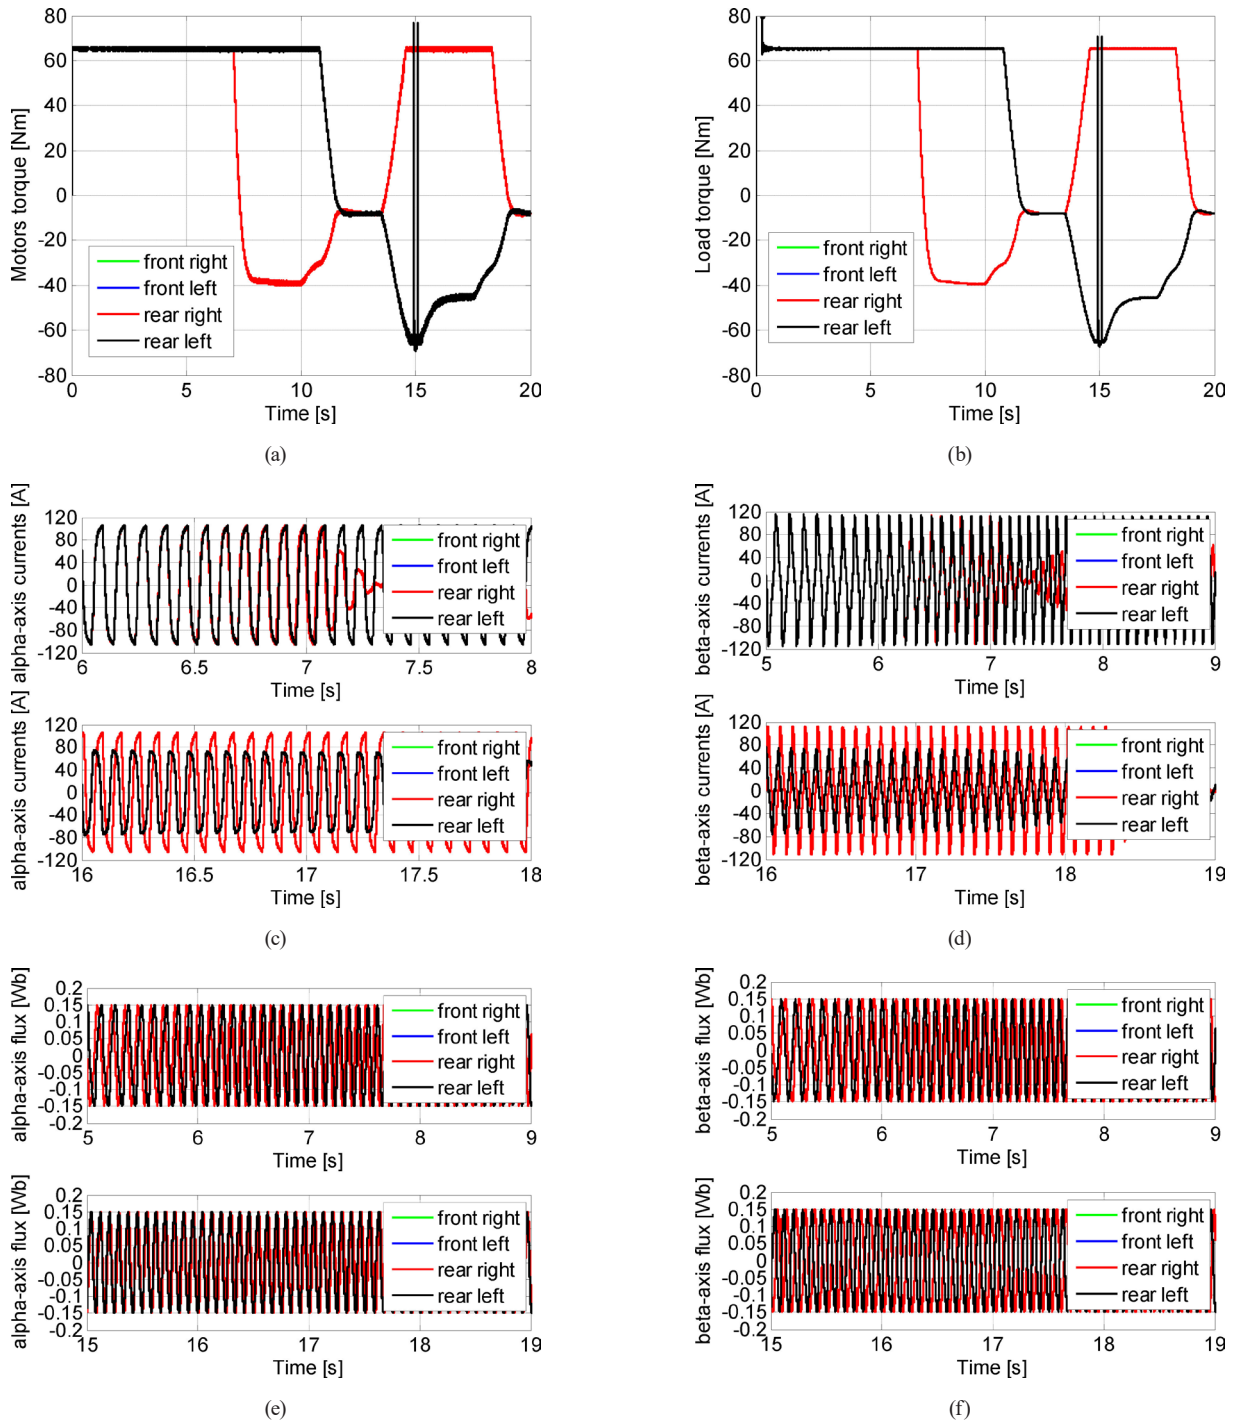 80
60
40
20
0
-20
-40
-60
-80
Motors torque [Nm]
front right
front left
rear right
rear left
0 5 10 15 20
Time [s]
(a)
80
60
40
20
0
-20
-40
-60
-80
Load torque [Nm]
front right
front left
rear right
rear left
0 5 10 15 20
Time [s]
(b)
alpha-axis currents [A]
120
80
40
0
-40
-80
-120
front right
front left
rear right
rear left
6 6.5 7 7.5 8
Time [s]
alpha-axis currents [A]
120
80
40
0
-40
-80
-120
front right
front left
rear right
rear left
16 16.5 17 17.5 18
Time [s]
(c)
beta-axis currents [A]
120
80
40
0
-40
-80
-120
front right
front left
rear right
rear left
5 6 7 8 9
Time [s]
beta-axis currents [A]
120
80
40
0
-40
-80
-120
front right
front left
rear right
rear left
16 17 18 19
Time [s]
(d)
alpha-axis flux [Wb]
0.2
0.15
0.1
0.05
0
-0.05
-0.1
-0.15
-0.2
front right
front left
rear right
rear left
5 6 7 8 9
Time [s]
alpha-axis flux [Wb]
0.2
0.15
0.1
0.05
0
-0.05
-0.1
-0.15
-0.2
front right
front left
rear right
rear left
15 16 17 18 19
Time [s]
(e)
beta-axis flux [Wb]
0.2
0.15
0.1
0.05
0
-0.05
-0.1
-0.15
-0.2
front right
front left
rear right
rear left
5 6 7 8 9
Time [s]
beta-axis flux [Wb]
0.2
0.15
0.1
0.05
0
-0.05
-0.1
-0.15
-0.2
front right
front left
rear right
rear left
15 16 17 18 19
Time [s]
(f)